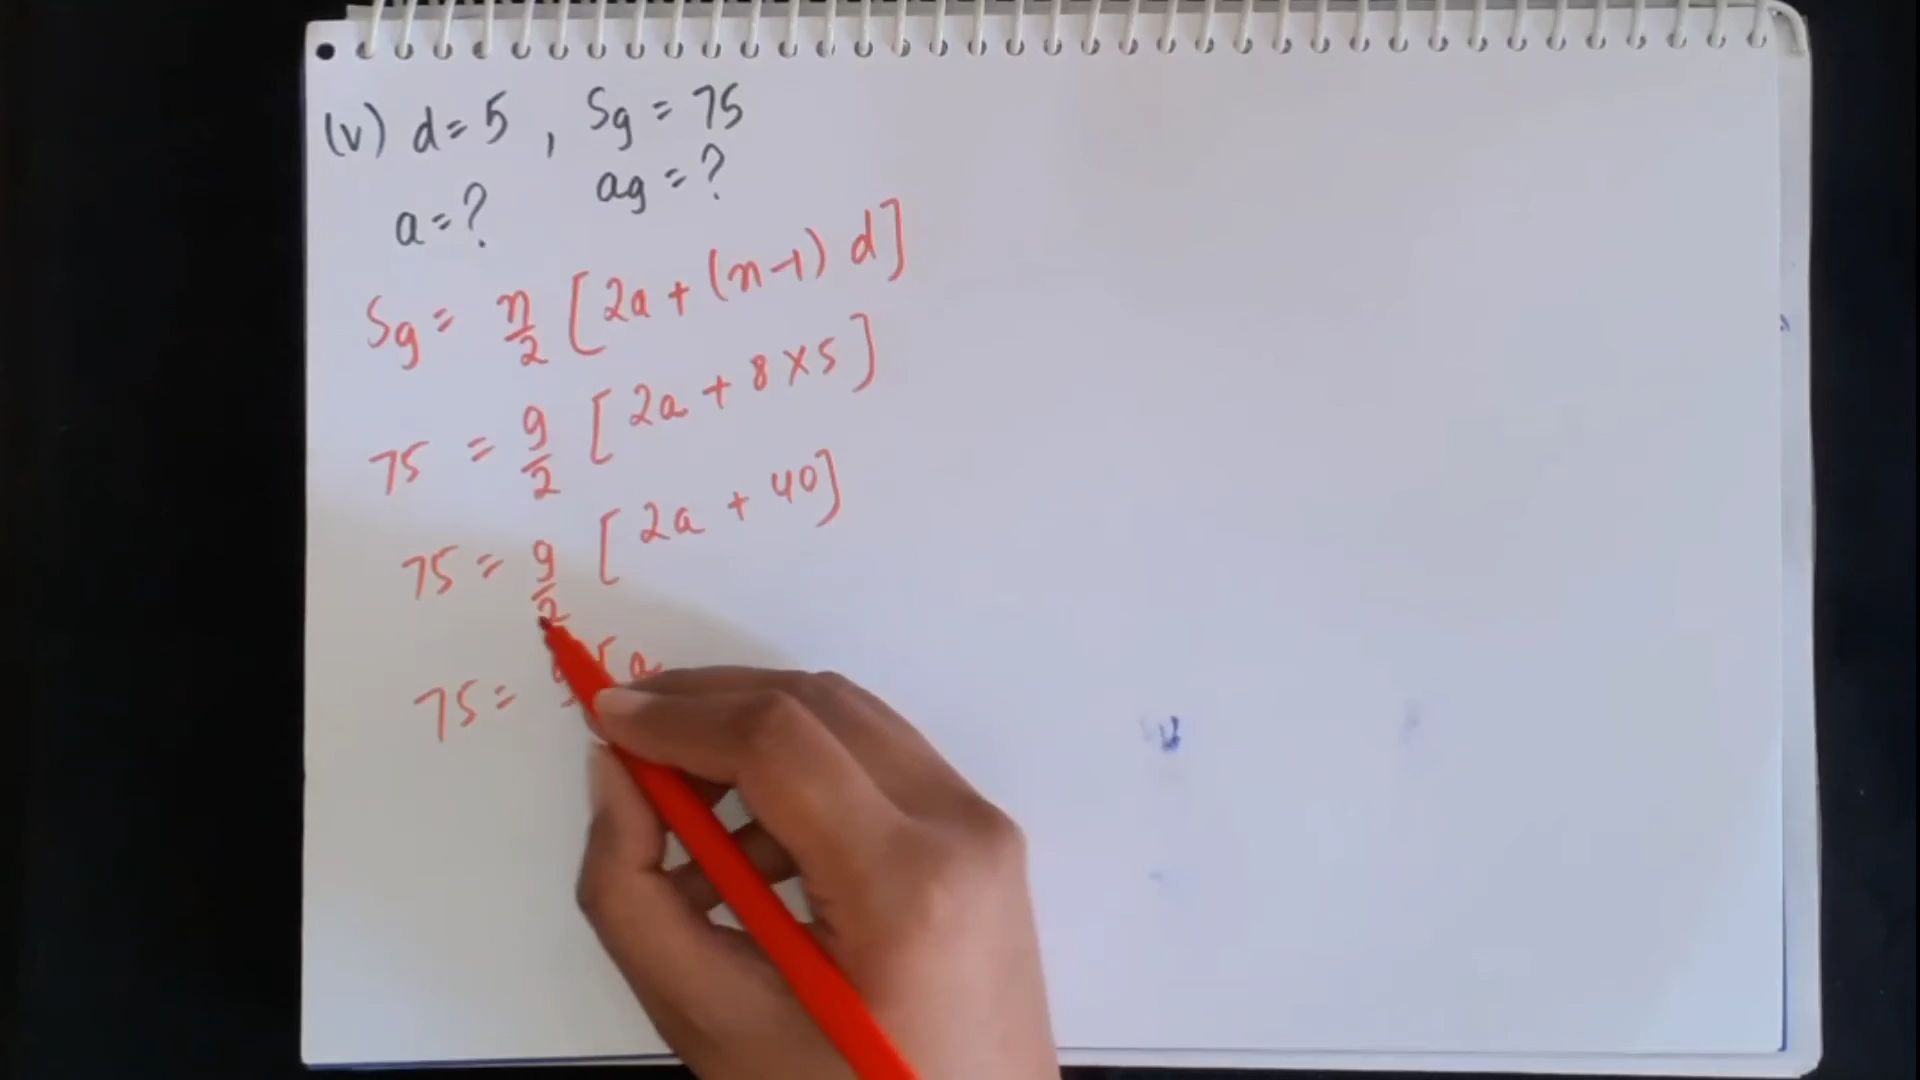 (v) d = 5 , S9 = 75
a = ? a9 = ?
S9 = n/2 [2a + (n-1) d]
75 = 9/2 [2a + 8 × 5]
75 = 9/2 [2a + 40]
75 = 9 [a